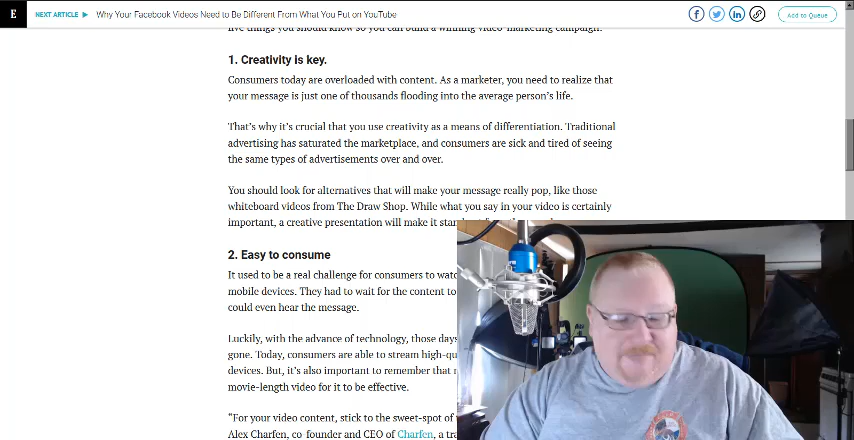 E NEXT ARTICLE Why Your Facebook Videos Need to Be Different From What You Put on YouTube f in Add to Queue
five things you should know so you can build a winning video-marketing campaign.
1. Creativity is key.
Consumers today are overloaded with content. As a marketer, you need to realize that
your message is just one of thousands flooding into the average person's life.
That's why it's crucial that you use creativity as a means of differentiation. Traditional
advertising has saturated the marketplace, and consumers are sick and tired of seeing
the same types of advertisements over and over.
You should look for alternatives that will make your message really pop, like those
whiteboard videos from The Draw Shop. While what you say in your video is certainly
important, a creative presentation will make it
2. Easy to consume
It used to be a real challenge for consumers to
mobile devices. They had to wait for the content to
could even hear the message.
Luckily, with the advance of technology, those days
gone. Today, consumers are able to stream
devices. But, it's also important to remember that
movie-length video for it to be effective.
"For your video content, stick to the sweet-spot of
Alex Charfen, co-founder and CEO of Charfen, a